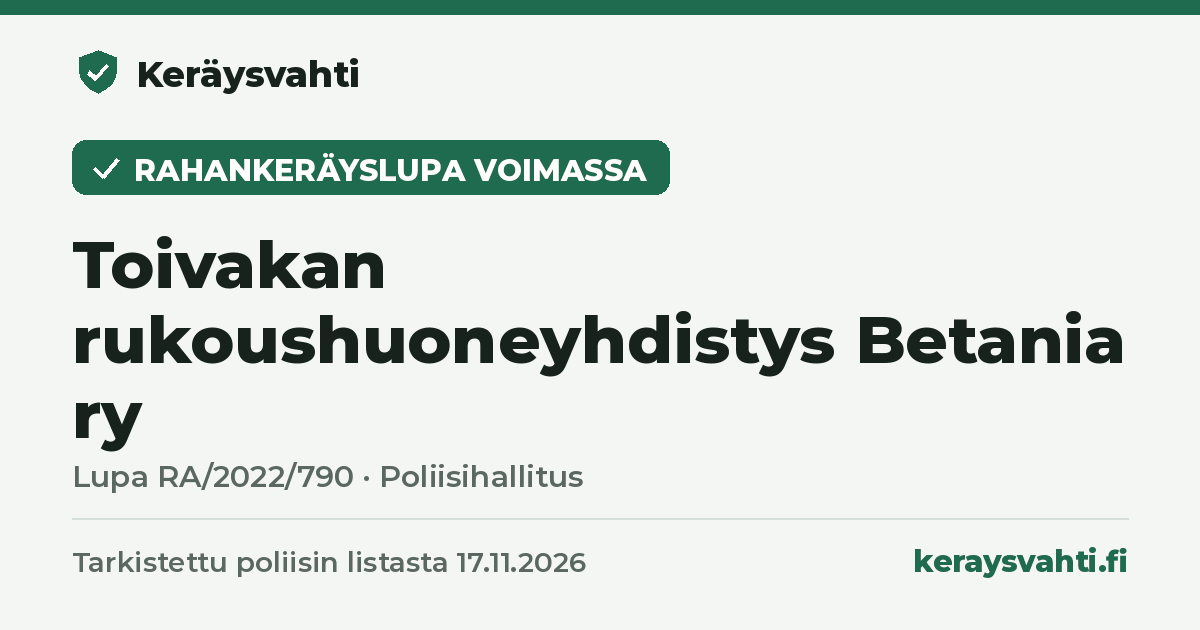 Keräysvahti
RAHANKERÄYSLUPA VOIMASSA
Toivakan
rukoushuoneyhdistys Betania
ry
Lupa RA/2022/790 · Poliisihallitus
Tarkistettu poliisin listasta 17.11.2026
keraysvahti.fi